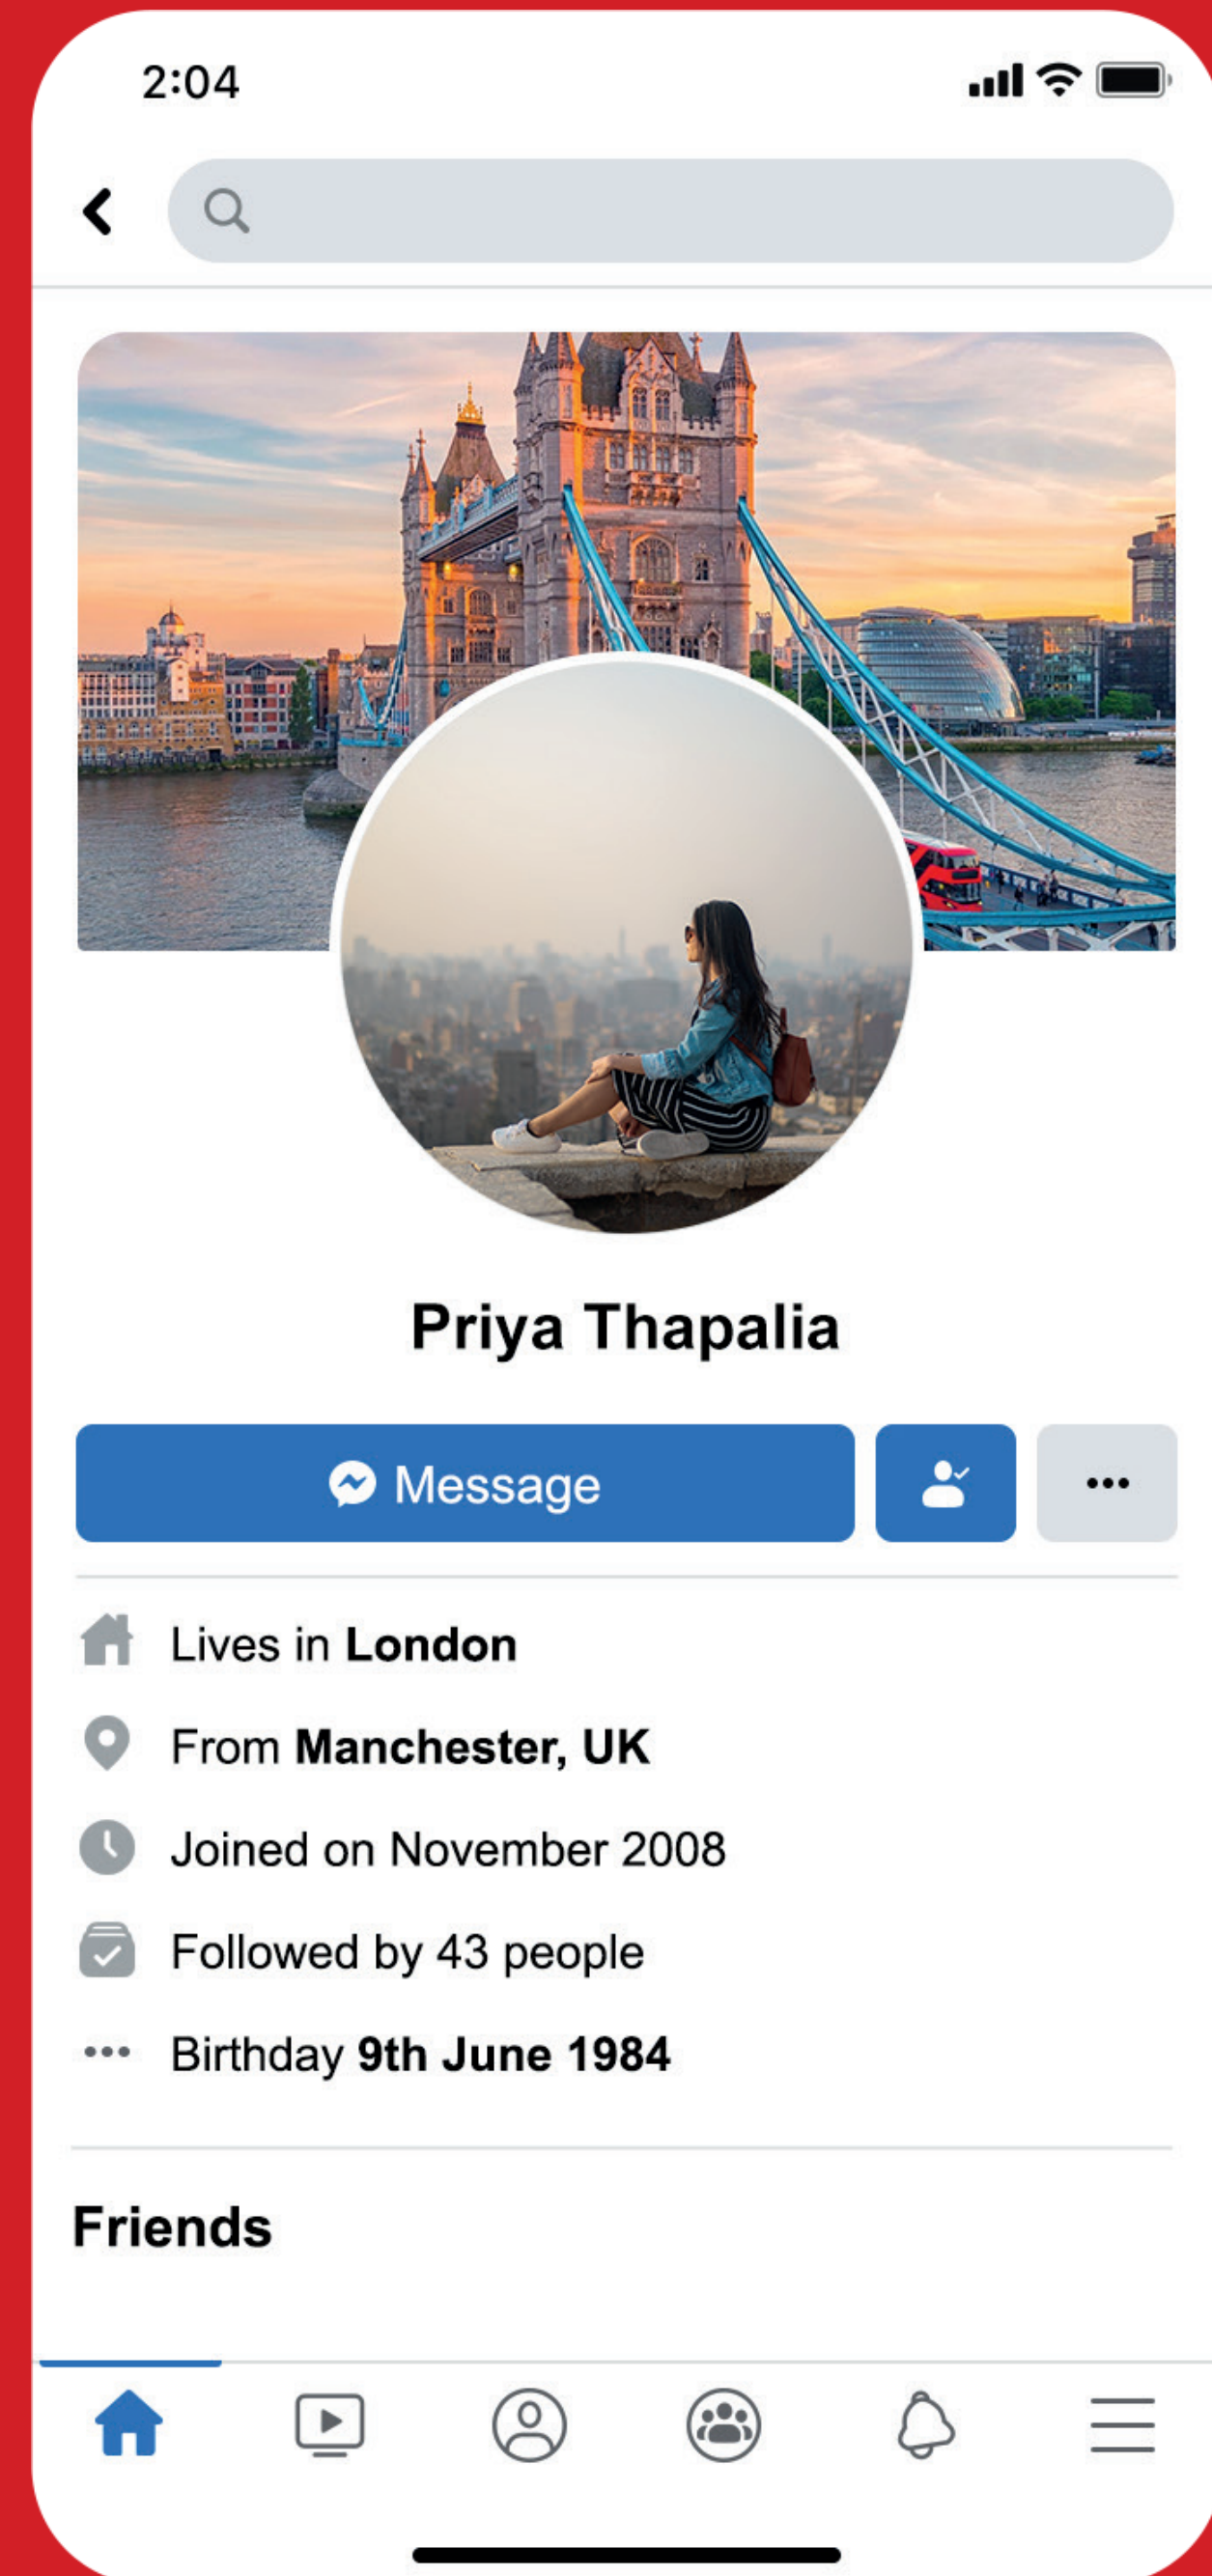 2:04
Priya Thapalia
Message
Lives in London
From Manchester, UK
Joined on November 2008
Followed by 43 people
Birthday 9th June 1984
Friends